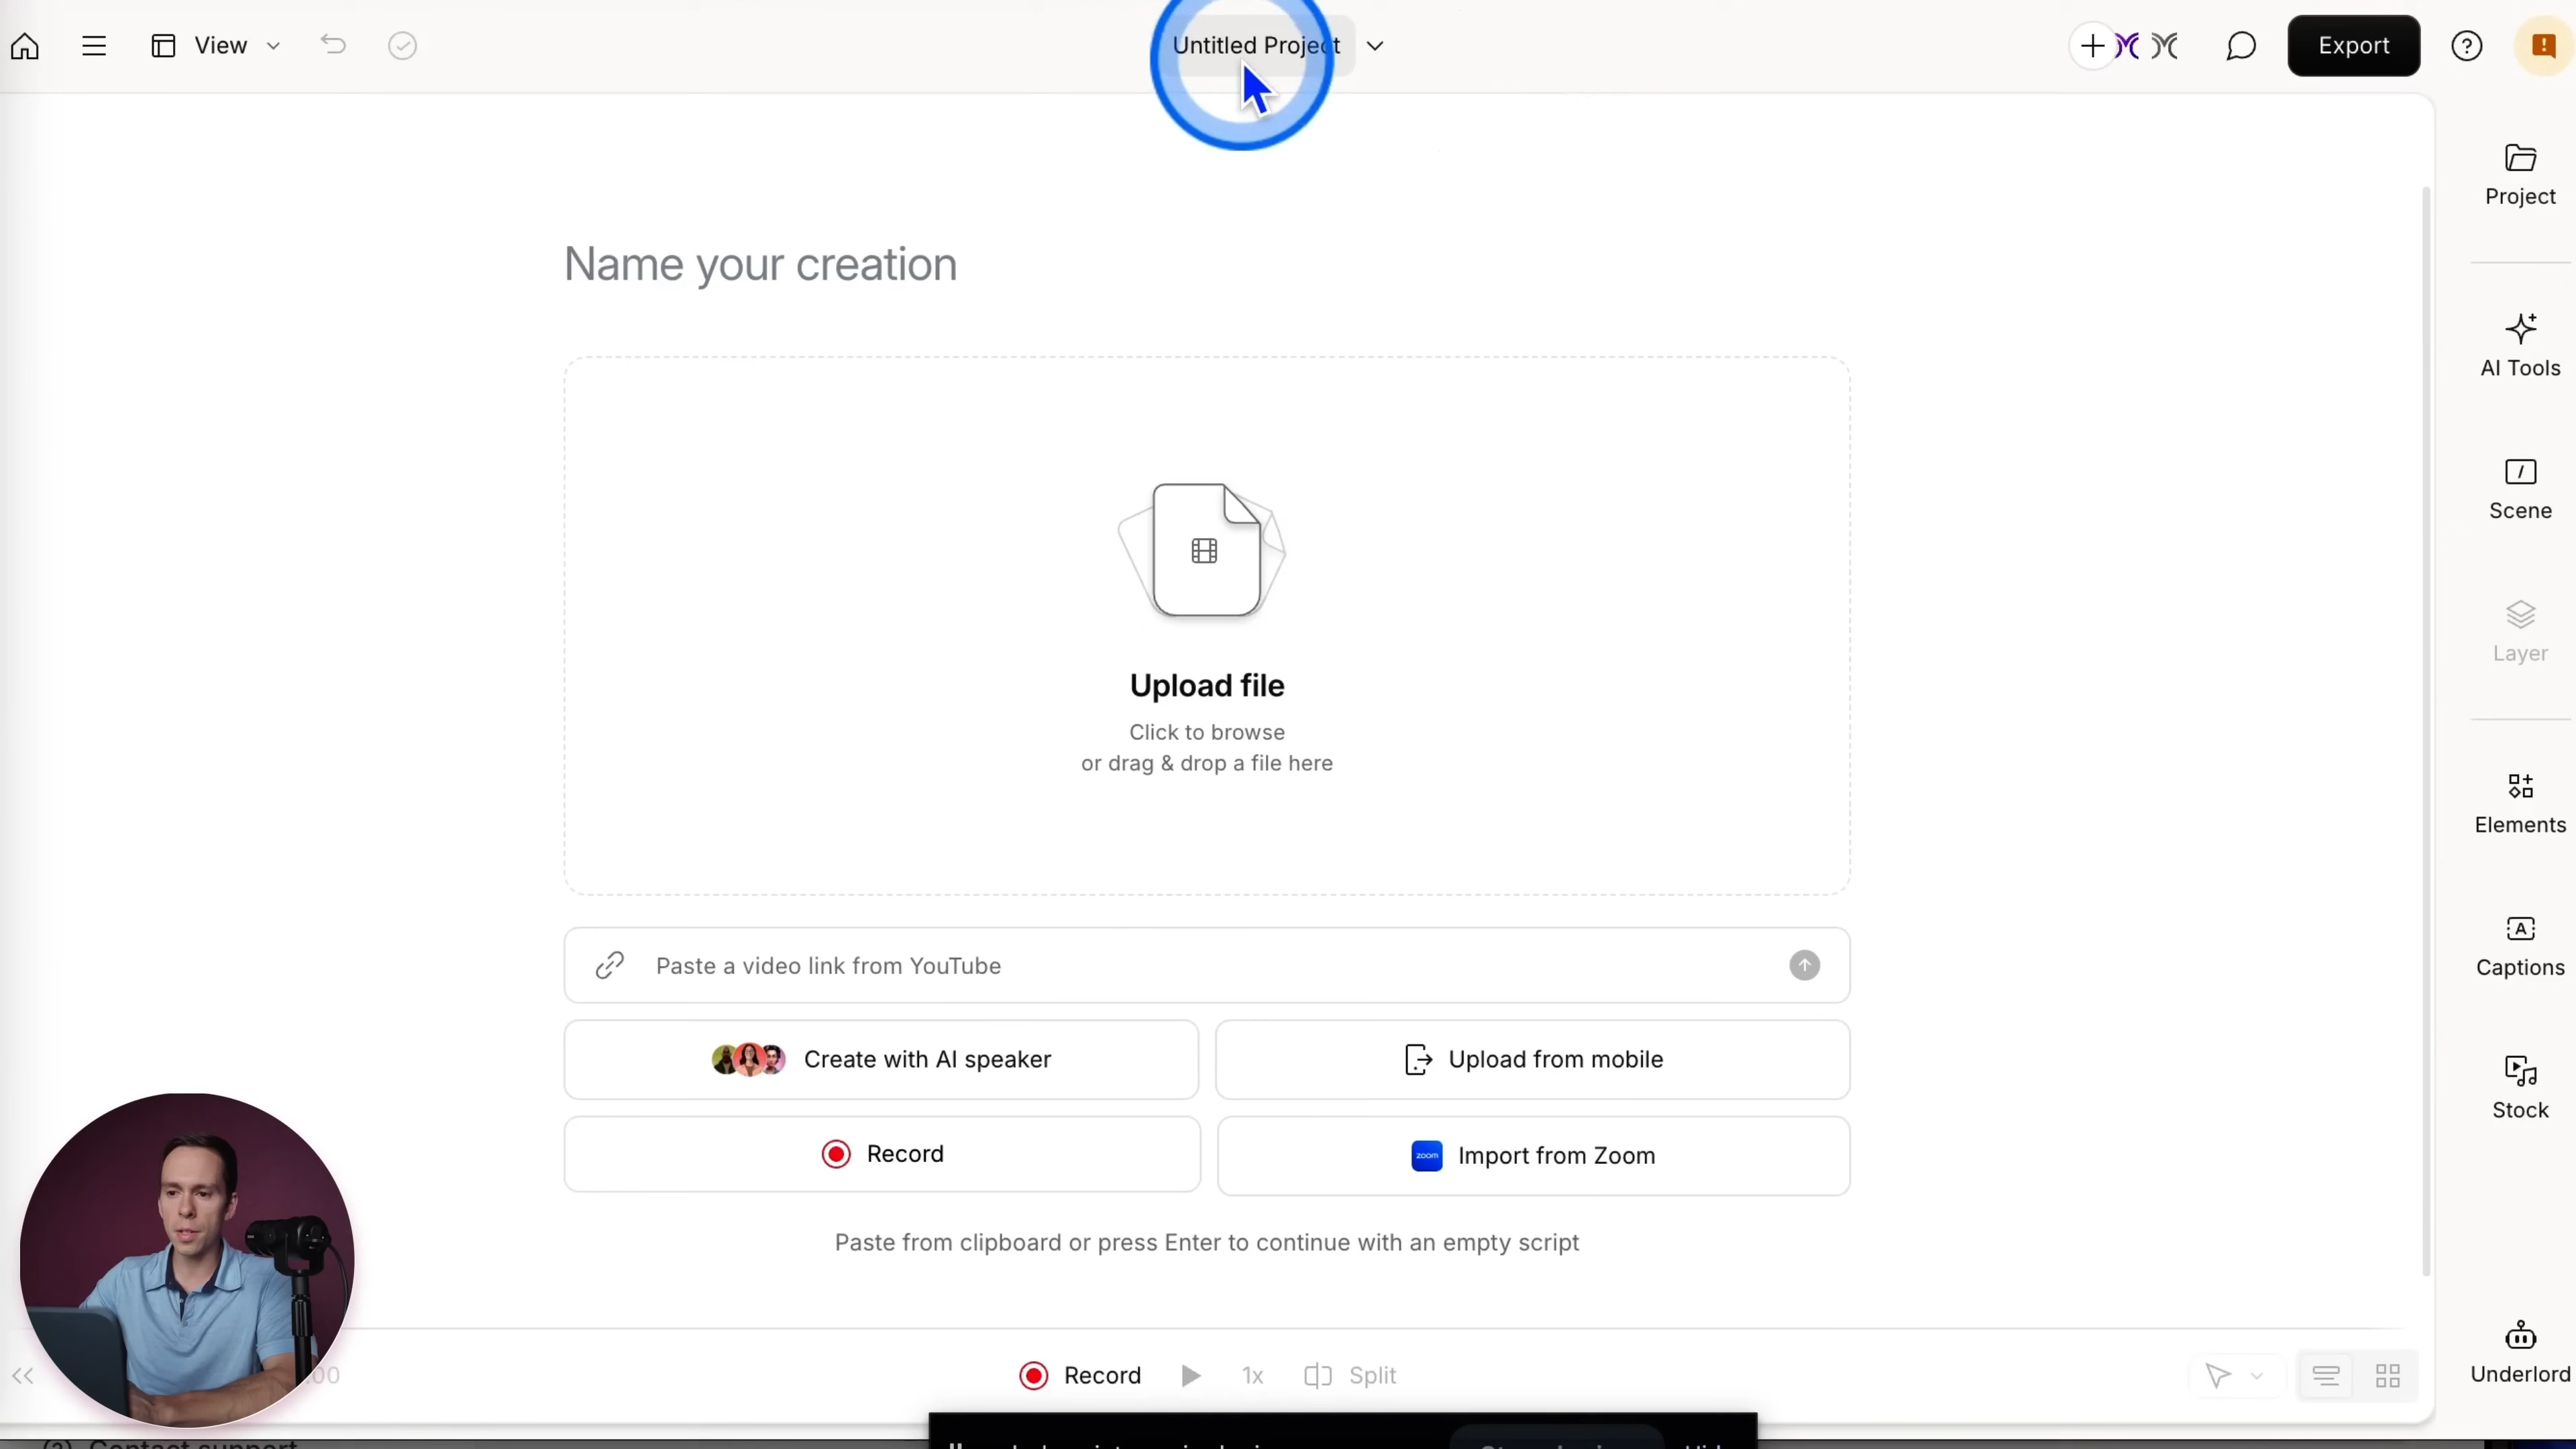 View
Untitled Project
Export
Project
Name your creation
AI Tools
Scene
Layer
Upload file
Click to browse
or drag & drop a file here
Elements
Paste a video link from YouTube
Captions
Create with AI speaker
Upload from mobile
Stock
Record
zoom
Import from Zoom
Paste from clipboard or press Enter to continue with an empty script
00
Record
1x
Split
Underlord